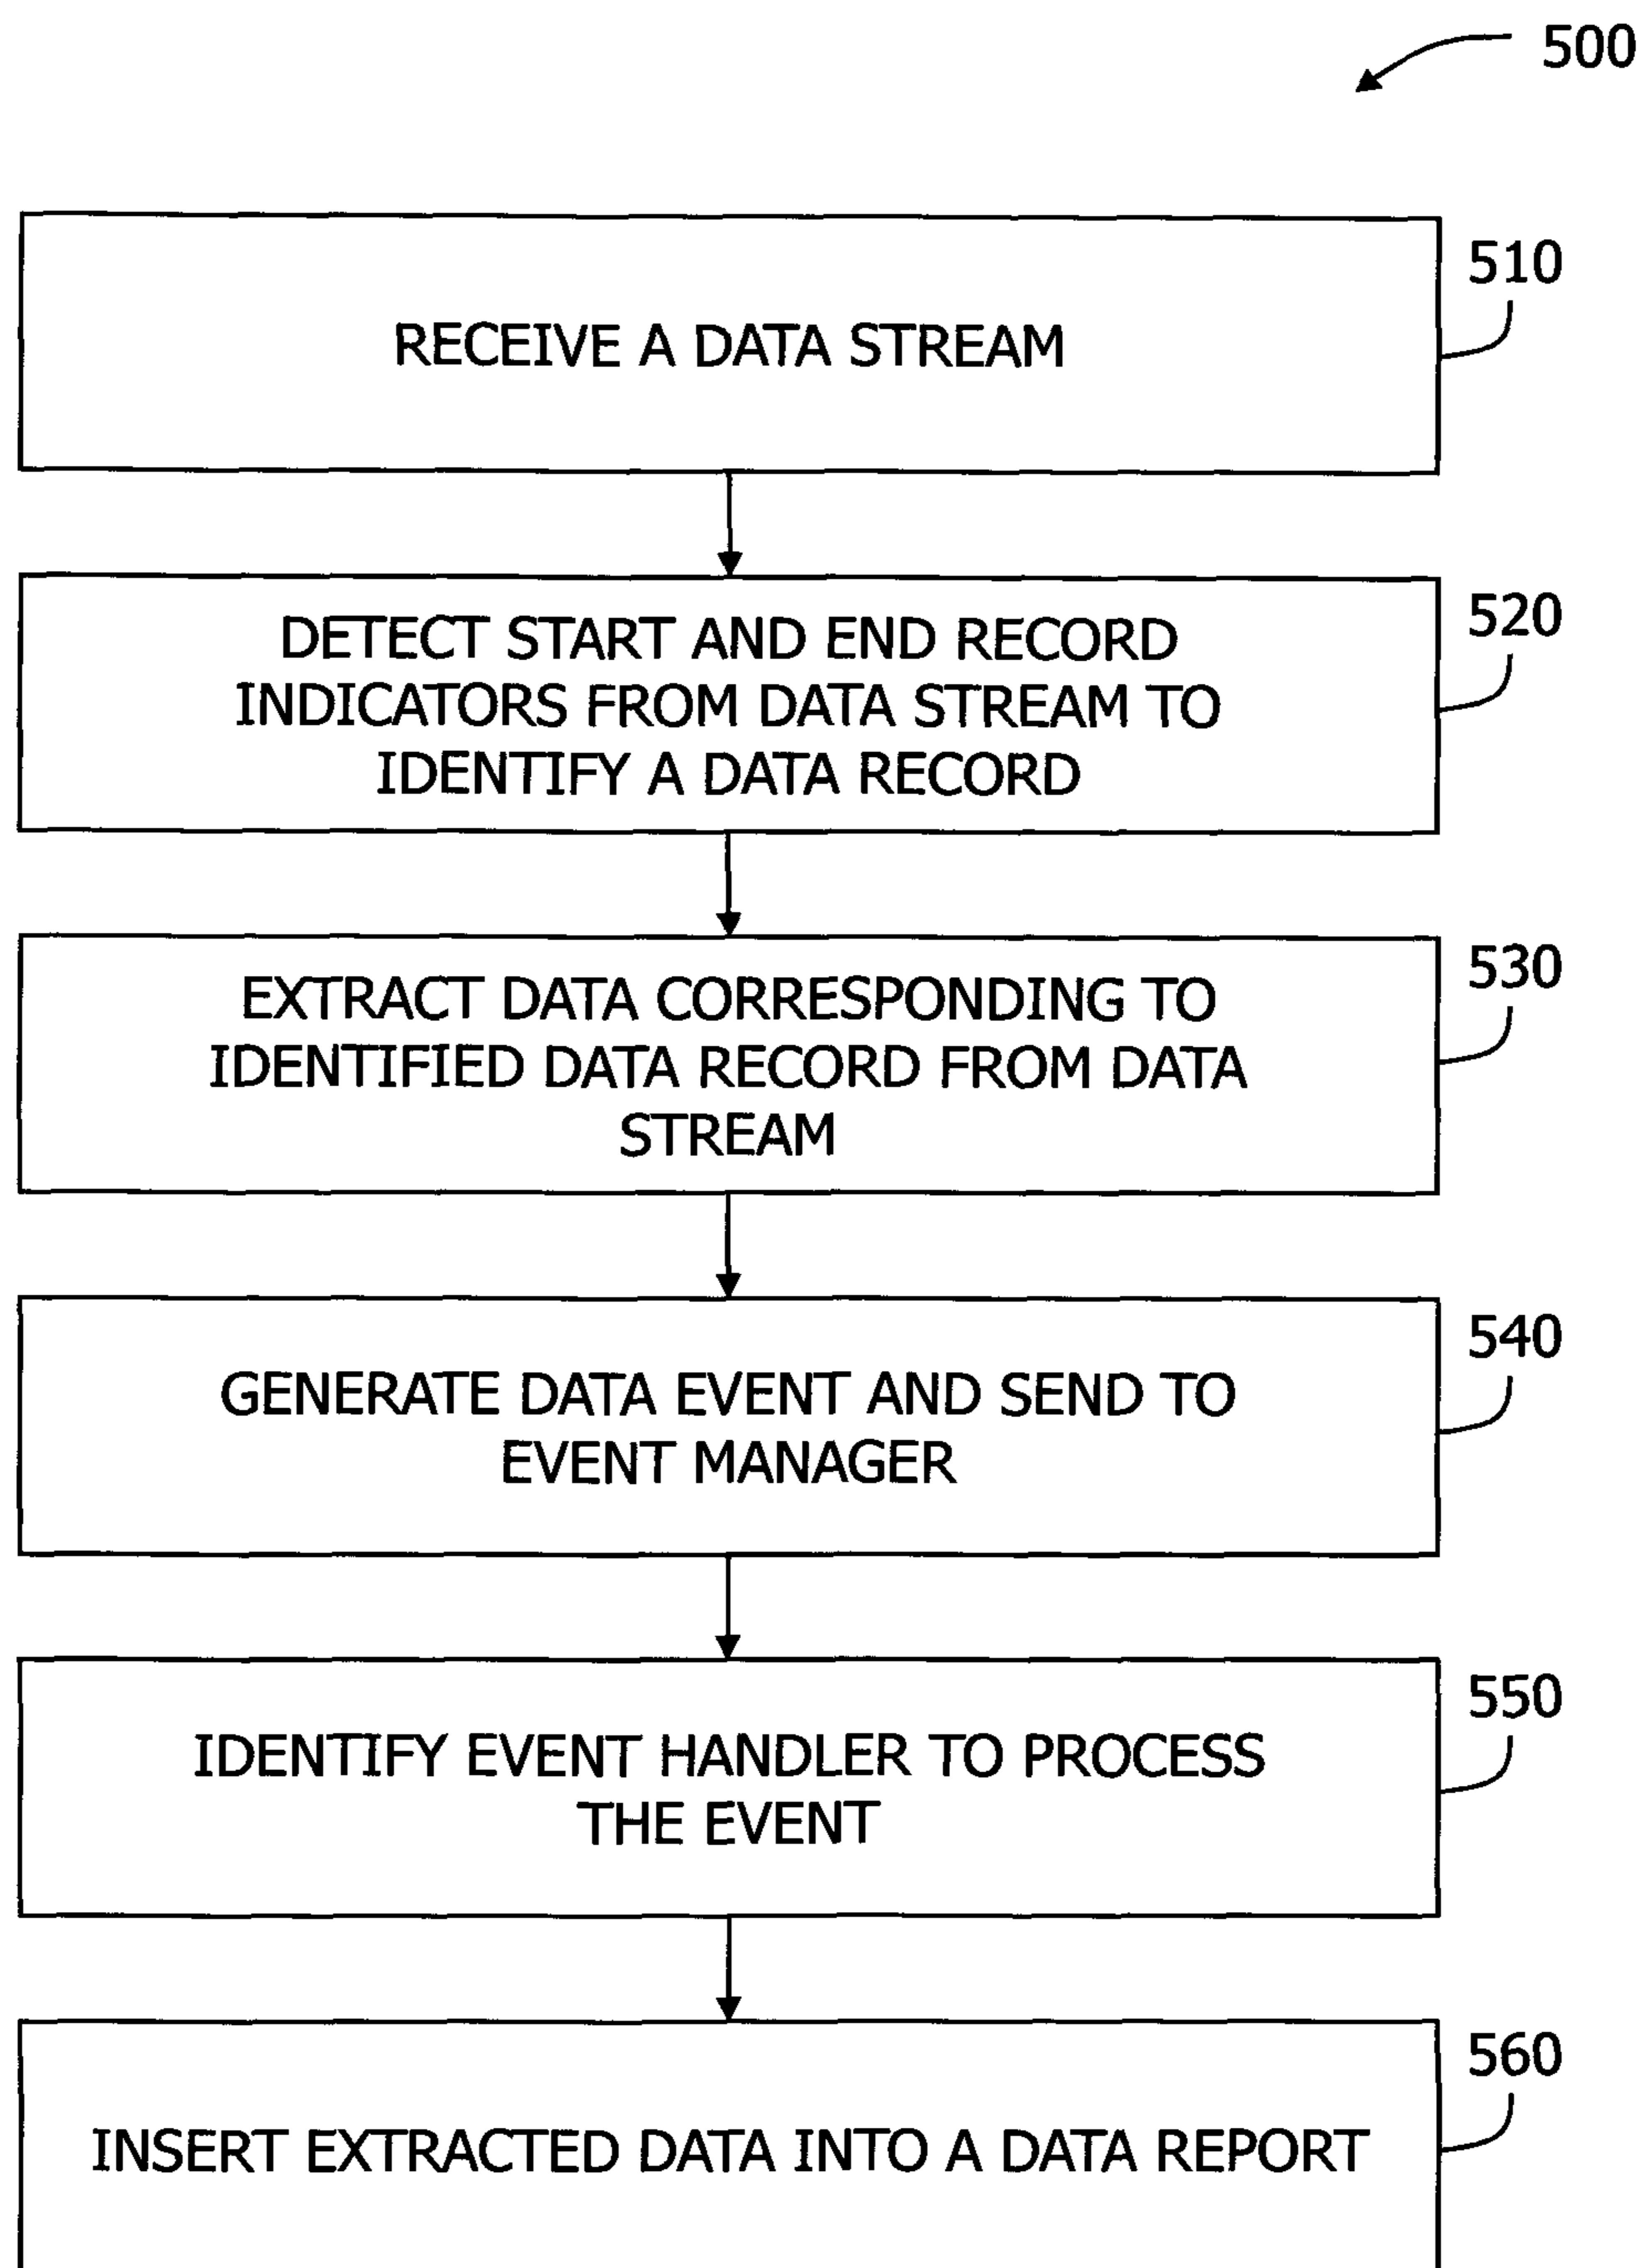 500
510
RECEIVE A DATA STREAM
520
DETECT START AND END RECORD
INDICATORS FROM DATA STREAM TO
IDENTIFY A DATA RECORD
530
EXTRACT DATA CORRESPONDING TO
IDENTIFIED DATA RECORD FROM DATA
STREAM
540
GENERATE DATA EVENT AND SEND TO
EVENT MANAGER
550
IDENTIFY EVENT HANDLER TO PROCESS
THE EVENT
560
INSERT EXTRACTED DATA INTO A DATA REPORT